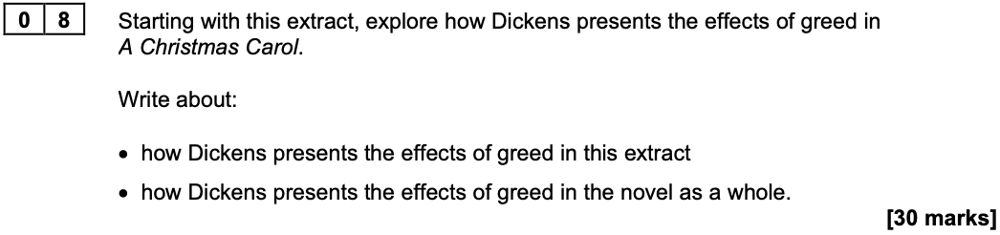 0 8 Starting with this extract, explore how Dickens presents the effects of greed in
A Christmas Carol.
Write about:
• how Dickens presents the effects of greed in this extract
• how Dickens presents the effects of greed in the novel as a whole.
[30 marks]